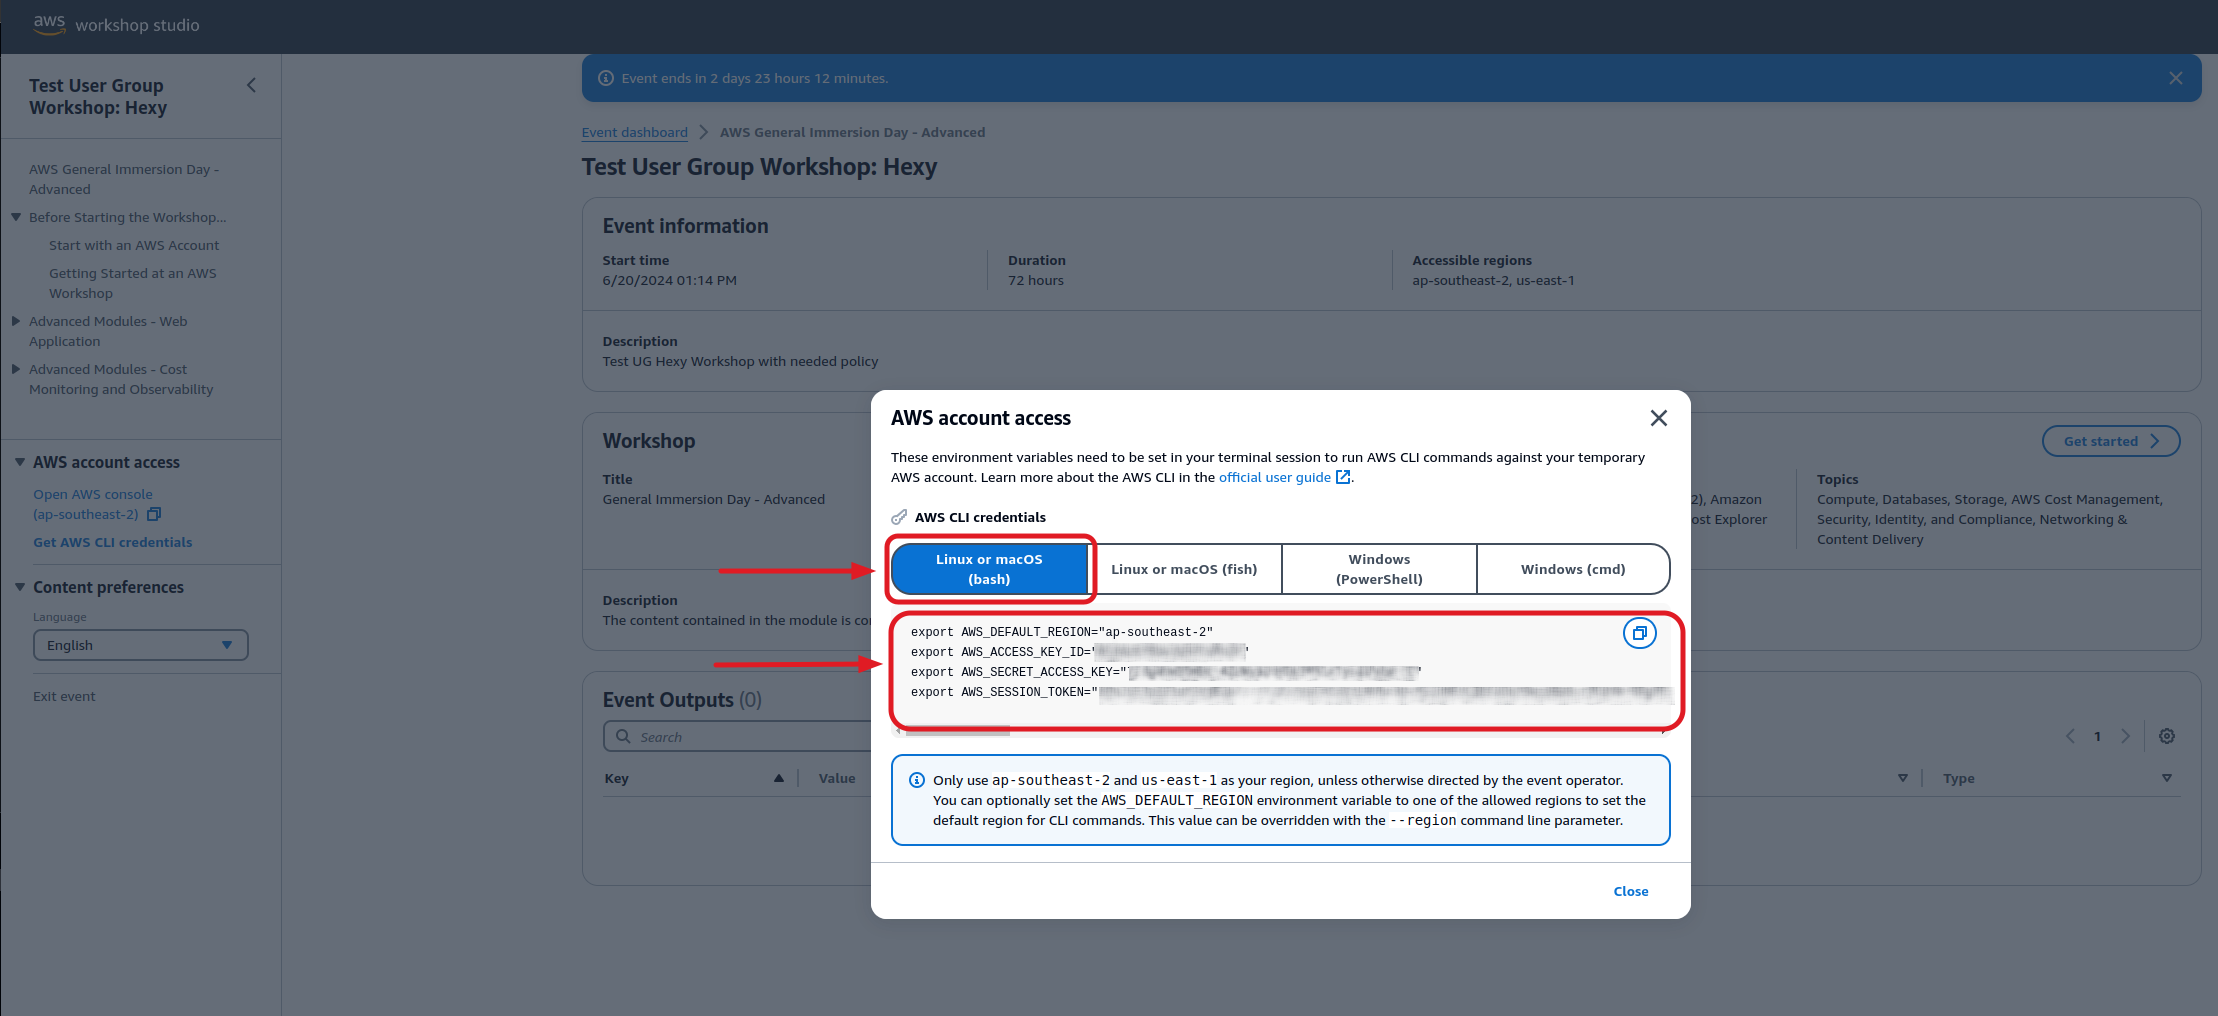 aws workshop studio
Test User Group
Workshop: Hexy
AWS General Immersion Day -
Advanced
Before Starting the Workshop...
Start with an AWS Account
Getting Started at an AWS
Workshop
Advanced Modules - Web
Application
Advanced Modules - Cost
Monitoring and Observability
AWS account access
Open AWS console
(ap-southeast-2)
Get AWS CLI credentials
Content preferences
Language
English
Exit event
Event ends in 2 days 23 hours 12 minutes.
Event dashboard
AWS General Immersion Day - Advanced
Test User Group Workshop: Hexy
Event information
Start time
6/20/2024 01:14 PM
Duration
72 hours
Accessible regions
ap-southeast-2, us-east-1
Description
Test UG Hexy Workshop with needed policy
Workshop
Get started
Title
General Immersion Day - Advanced
2), Amazon
ost Explorer
Topics
Compute, Databases, Storage, AWS Cost Management,
Security, Identity, and Compliance, Networking &
Content Delivery
Description
The content contained in the module is co
Event Outputs (0)
Search
1
Key
Value
Type
AWS account access
These environment variables need to be set in your terminal session to run AWS CLI commands against your temporary
AWS account. Learn more about the AWS CLI in the official user guide.
AWS CLI credentials
Linux or macOS
(bash)
Linux or macOS (fish)
Windows
(PowerShell)
Windows (cmd)
export AWS_DEFAULT_REGION="ap-southeast-2"
export AWS_ACCESS_KEY_ID="
export AWS_SECRET_ACCESS_KEY="
export AWS_SESSION_TOKEN="
Only use ap-southeast-2 and us-east-1 as your region, unless otherwise directed by the event operator.
You can optionally set the AWS_DEFAULT_REGION environment variable to one of the allowed regions to set the
default region for CLI commands. This value can be overridden with the --region command line parameter.
Close